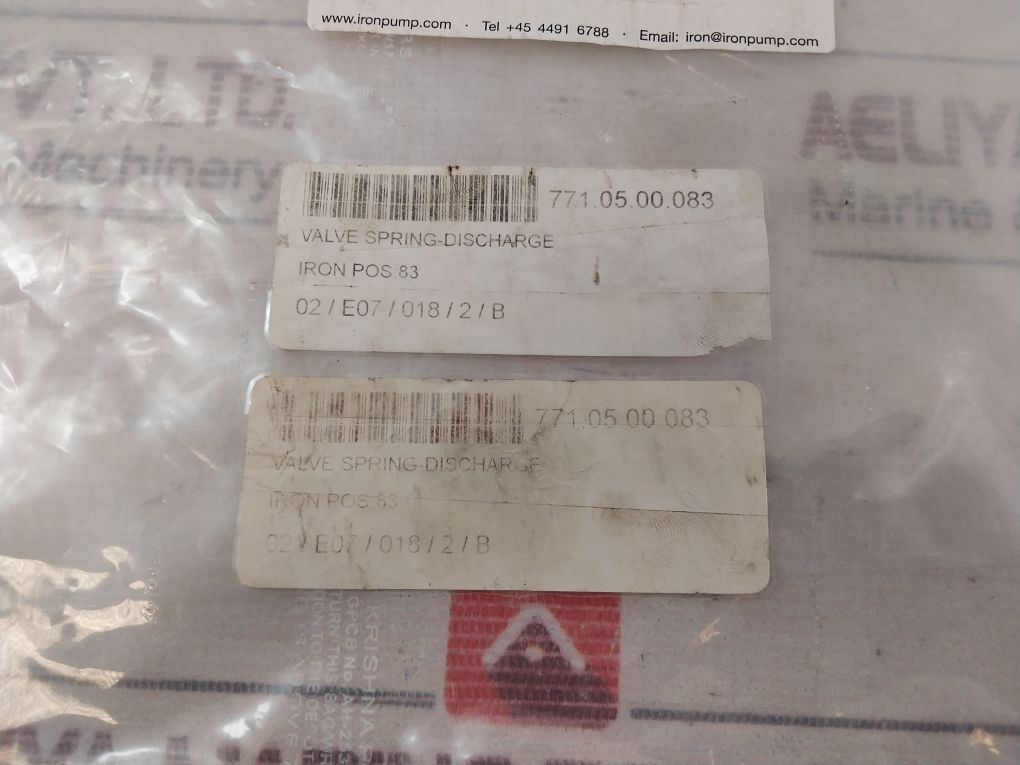 www.ironpump.com · Tel +45 4491 6788 · Email: iron@ironpump.com
VT. LTD.
Machinery
AELIYA
Marine
771.05.00.083
VALVE SPRING-DISCHARGE
IRON POS 83
02 / E07 / 018 / 2 / B
771.05.00.083
VALVE SPRING-DISCHARGE
IRON POS 83
02 / E07 / 018 / 2 / B
KRISHNA